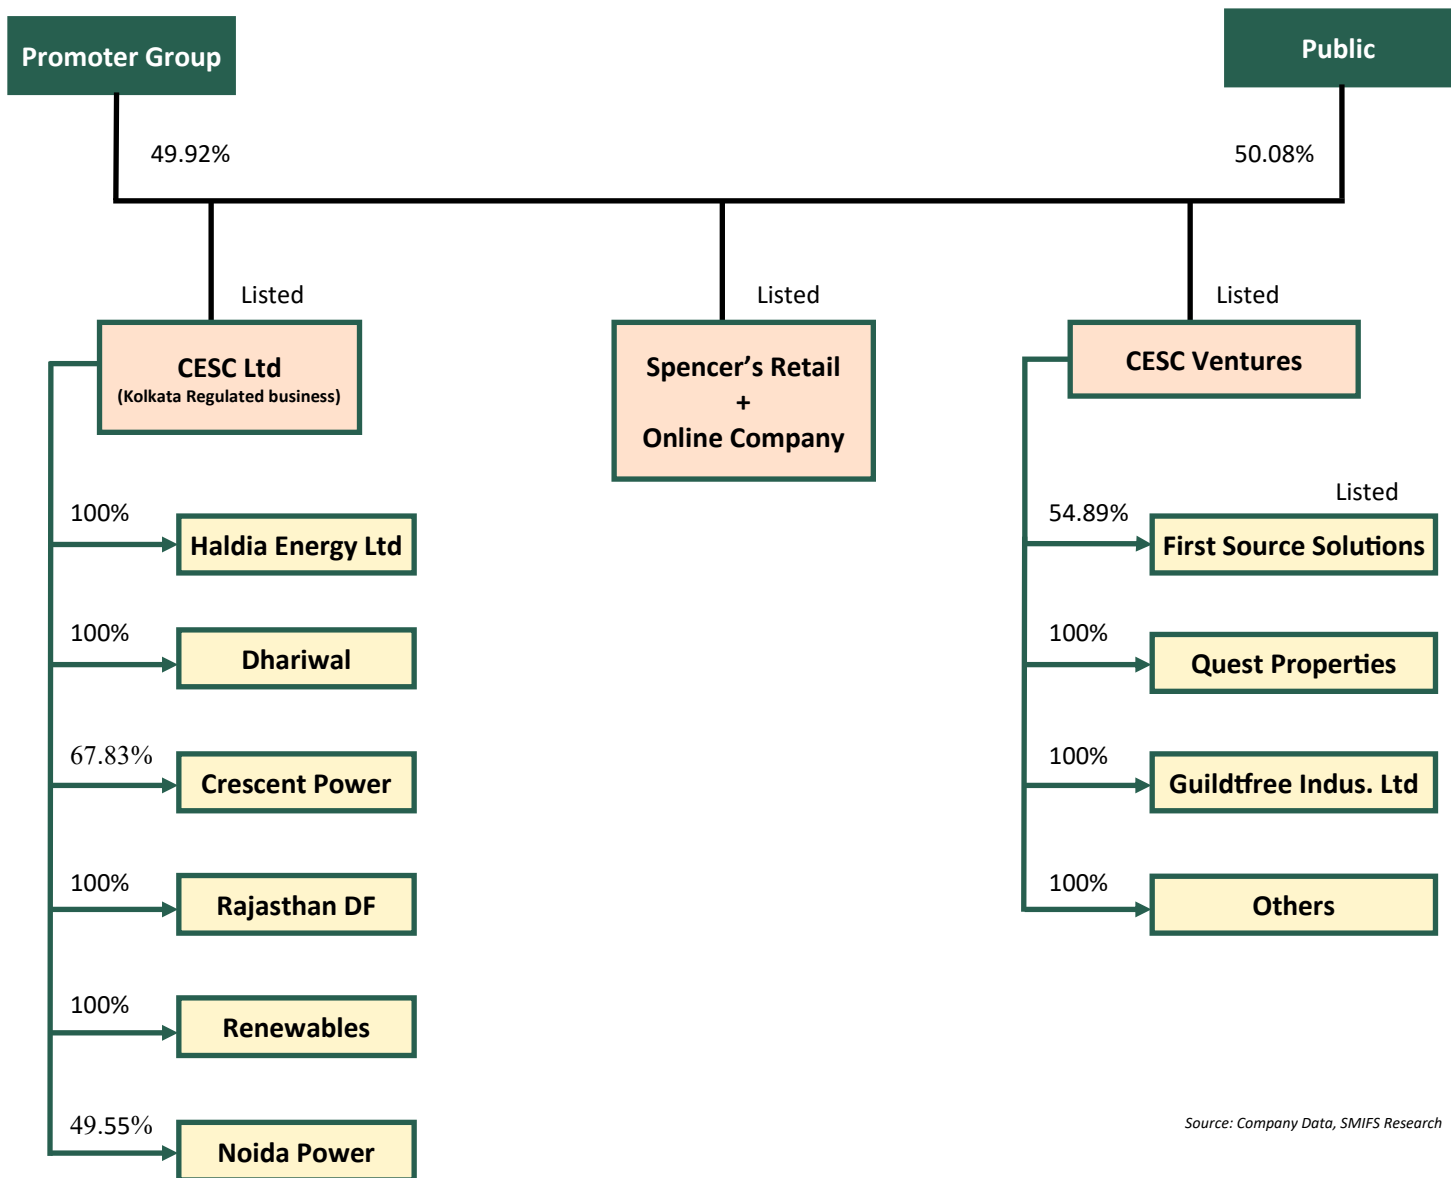 Promoter Group
Public
49.92%
50.08%
Listed
Listed
Listed
CESC Ltd
(Kolkata Regulated business)
Spencer’s Retail
+
Online Company
CESC Ventures
100%
Haldia Energy Ltd
100%
Dhariwal
67.83%
Crescent Power
100%
Rajasthan DF
100%
Renewables
49.55%
Noida Power
Listed
54.89%
First Source Solutions
100%
Quest Properties
100%
Guildtfree Indus. Ltd
100%
Others
Source: Company Data, SMIFS Research